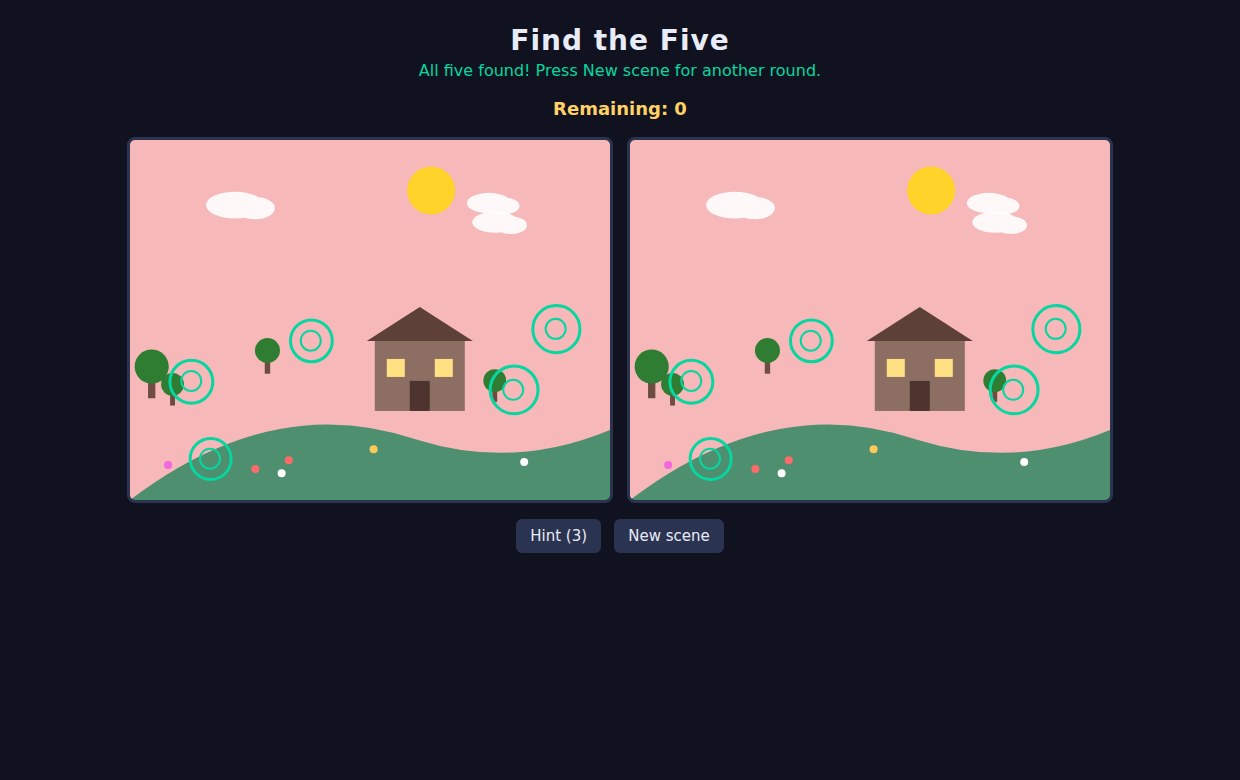 Find the Five
All five found! Press New scene for another round.
Remaining: 0
Hint (3)
New scene